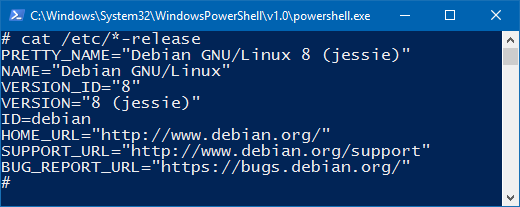 C:\Windows\System32\WindowsPowerShell\v1.0\powershell.exe
# cat /etc/*-release
PRETTY_NAME="Debian GNU/Linux 8 (jessie)"
NAME="Debian GNU/Linux"
VERSION_ID="8"
VERSION="8 (jessie)"
ID=debian
HOME_URL="http://www.debian.org/"
SUPPORT_URL="http://www.debian.org/support"
BUG_REPORT_URL="https://bugs.debian.org/"
#